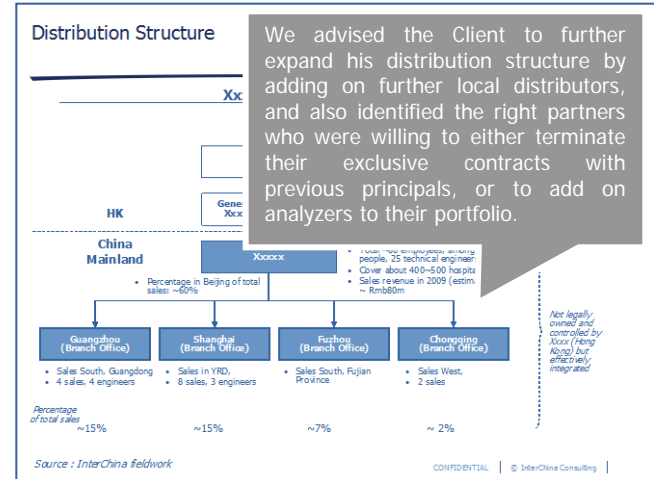 Distribution Structure
We advised the Client to further
expand his distribution structure by
adding on further local distributors,
and also identified the right partners
who were willing to either terminate
their exclusive contracts with
previous principals, or to add on
analyzers to their portfolio.
HK
China
Mainland
Xxxxx
• Percentage in Beijing of total
sales: ~60%
people, 25 technical engineer
• Cover about 400~500 hospita
• Sales revenue in 2009 (estim
~ Rmb80m
Guangzhou
(Branch Office)
Shanghai
(Branch Office)
Fuzhou
(Branch Office)
Chongqing
(Branch Office)
• Sales South, Guangdong
• 4 sales, 4 engineers
• Sales in YRD,
• 8 sales, 3 engineers
• Sales South, Fujian
Province
• Sales West,
• 2 sales
Not legally
owned and
controlled by
Xxxx (Hong
Kong) but
effectively
integrated
Percentage
of total sales
~15%
~15%
~7%
~ 2%
Source : InterChina fieldwork
CONFIDENTIAL | © InterChina Consulting |